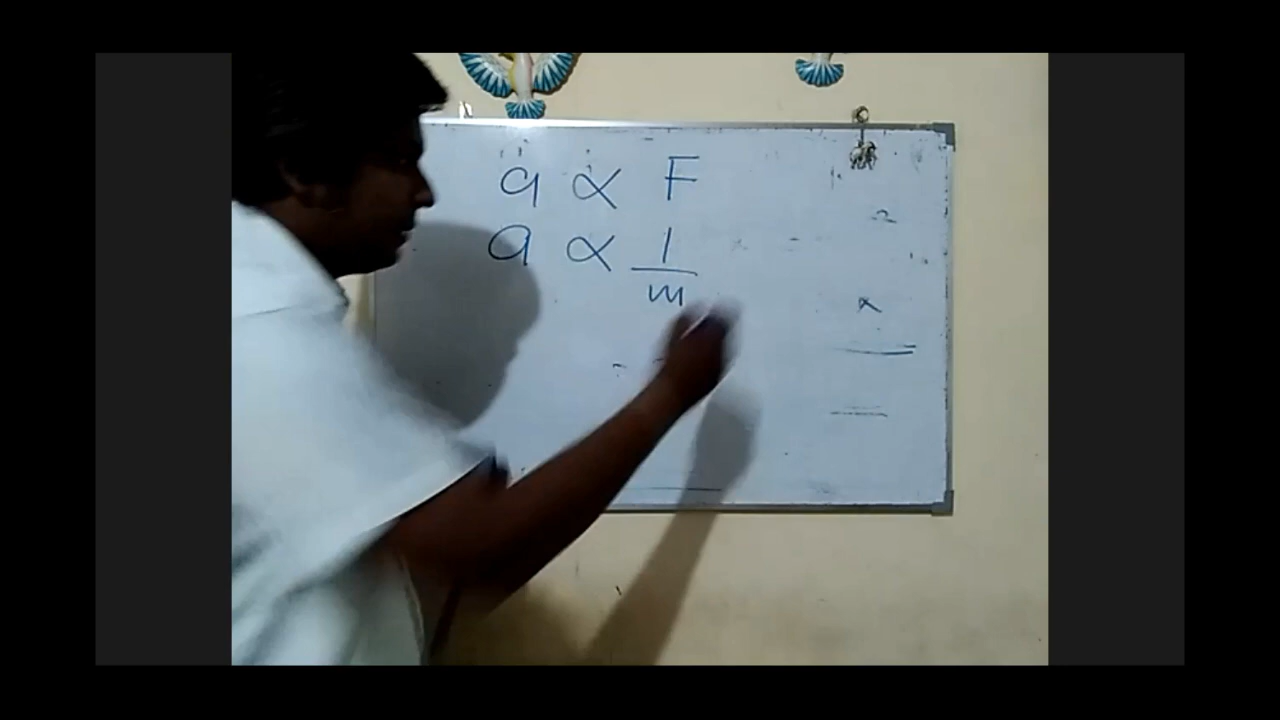 a ∝ F
a ∝ 1/m